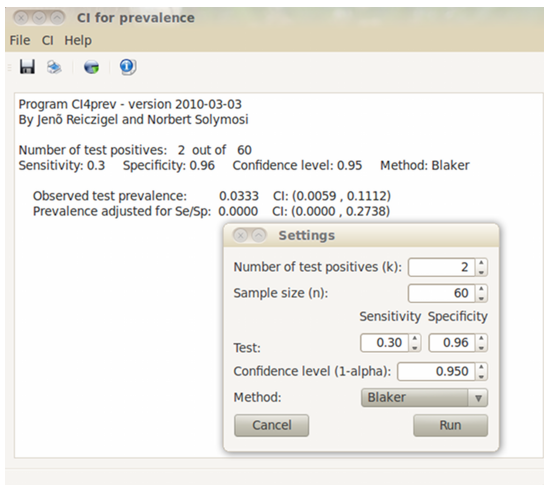 CI for prevalence
File CI Help
Program CI4prev - version 2010-03-03
By Jenõ Reiczigel and Norbert Solymosi
Number of test positives: 2 out of 60
Sensitivity: 0.3 Specificity: 0.96 Confidence level: 0.95 Method: Blaker
Observed test prevalence: 0.0333 CI: (0.0059 , 0.1112)
Prevalence adjusted for Se/Sp: 0.0000 CI: (0.0000 , 0.2738)
Settings
Number of test positives (k): 2
Sample size (n): 60
Sensitivity Specificity
Test: 0.30 0.96
Confidence level (1-alpha): 0.950
Method: Blaker
Cancel Run